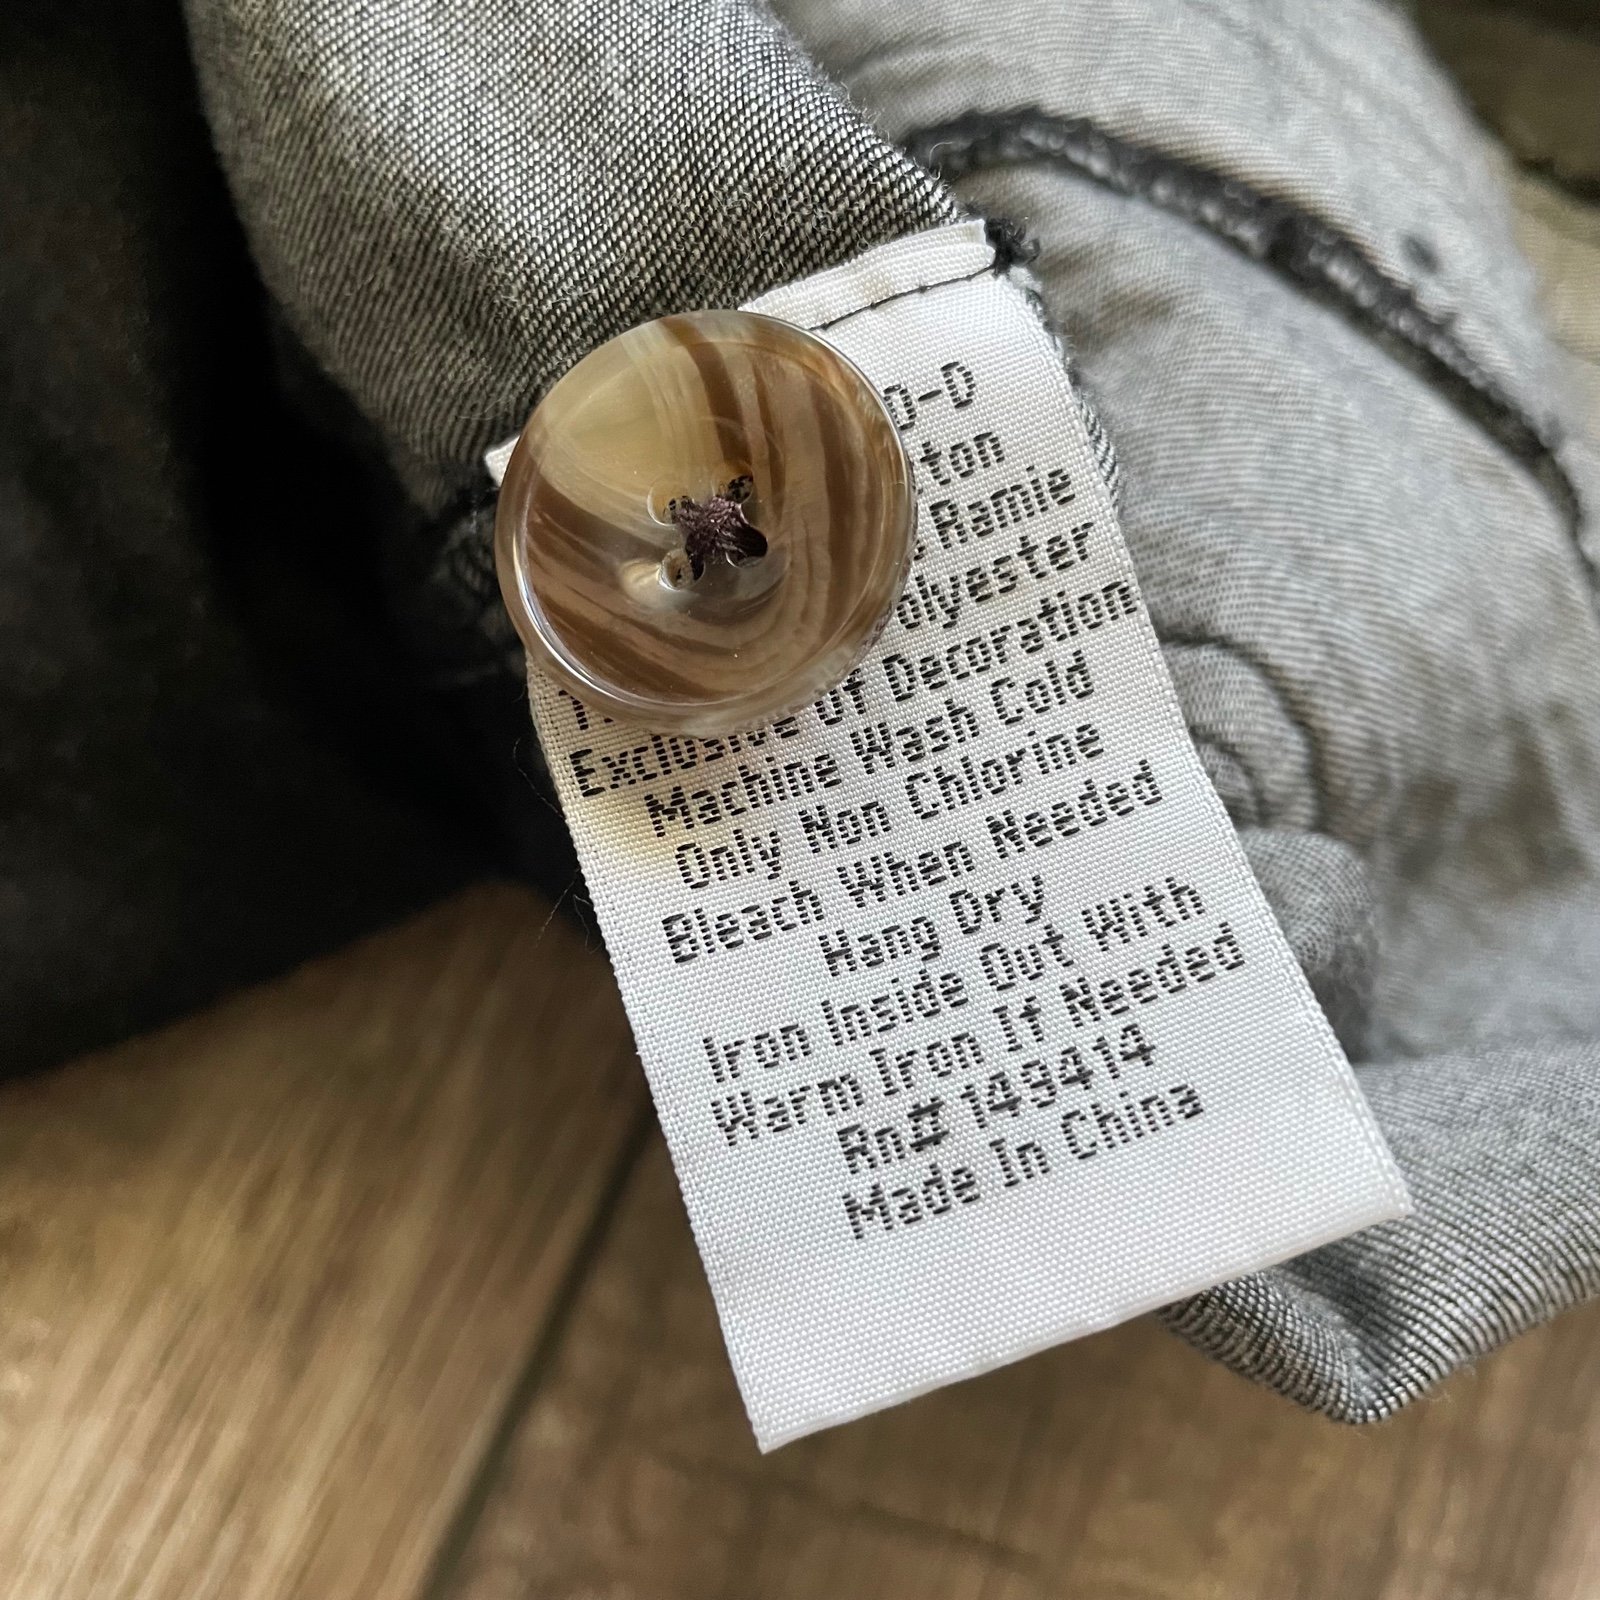 Ramie
of Decoration
Machine Wash Cold
Only Non Chlorine
Bleach When Needed
Hang Dry
Iron Inside Out With
Warm Iron If Needed
Rn# 149414
Made In China